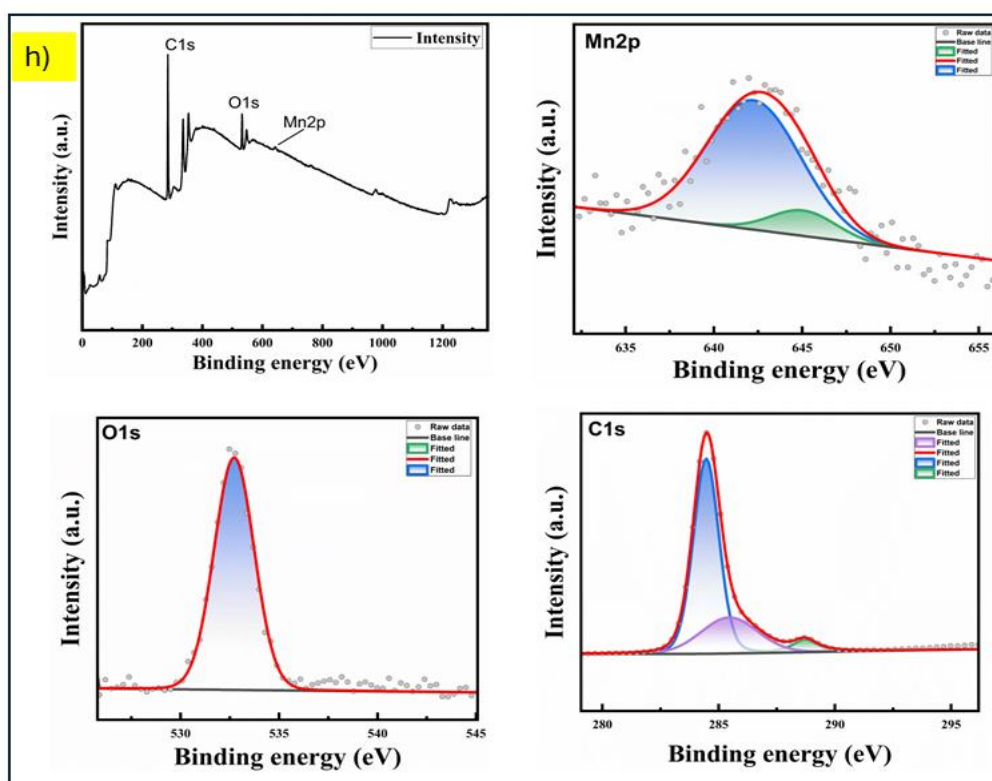 h)
C1s
O1s
Mn2p
Intensity
Intensity (a.u.)
0 200 400 600 800 1000 1200
Binding energy (eV)
Mn2p
Raw data
Base line
Fitted
Fitted
Fitted
Intensity (a.u.)
635 640 645 650 655
Binding energy (eV)
O1s
Raw data
Base line
Fitted
Fitted
Fitted
Intensity (a.u.)
530 535 540 545
Binding energy (eV)
C1s
Raw data
Base line
Fitted
Fitted
Fitted
Fitted
Intensity (a.u.)
280 285 290 295
Binding energy (eV)